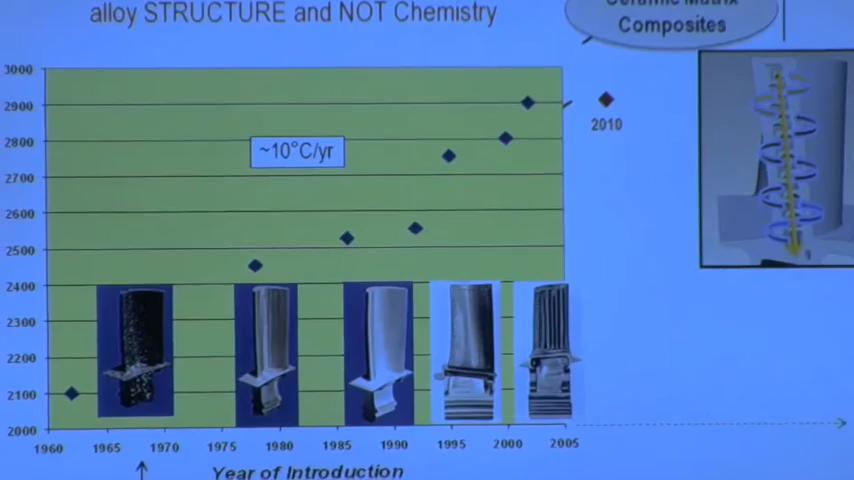 alloy STRUCTURE and NOT Chemistry
Ceramic Matrix
Composites
3000
2900
2800
2700
2600
2500
2400
2300
2200
2100
2000
~10°C/yr
2010
1960 1965 1970 1975 1980 1985 1990 1995 2000 2005
Year of Introduction